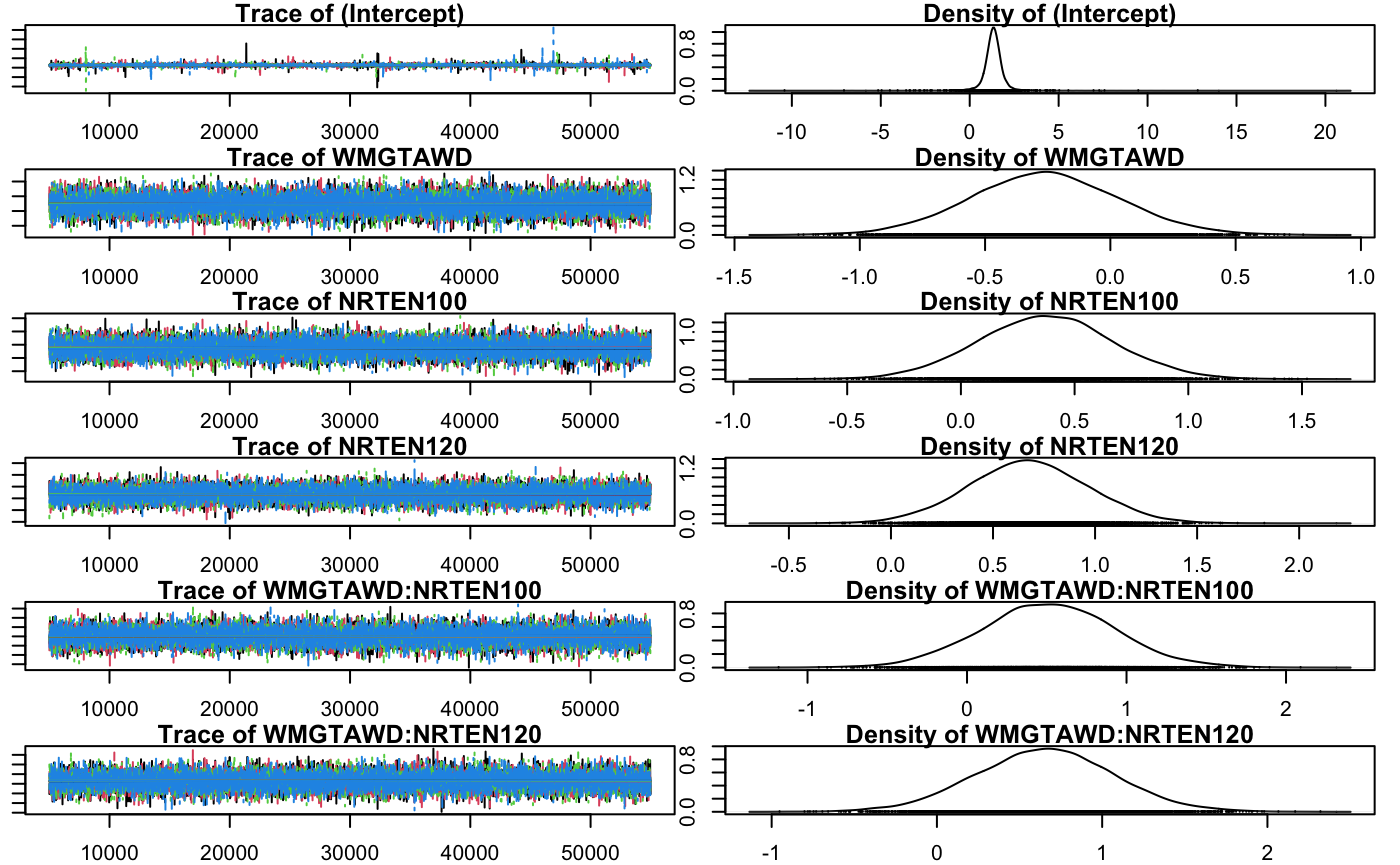 Trace of (Intercept)
Density of (Intercept)
0.0 0.8
10000 20000 30000 40000 50000
-10 -5 0 5 10 15 20
Trace of WMGTAWD
Density of WMGTAWD
0.0 1.2
10000 20000 30000 40000 50000
-1.5 -1.0 -0.5 0.0 0.5 1.0
Trace of NRTEN100
Density of NRTEN100
0.0 1.0
10000 20000 30000 40000 50000
-1.0 -0.5 0.0 0.5 1.0 1.5
Trace of NRTEN120
Density of NRTEN120
0.0 1.2
10000 20000 30000 40000 50000
-0.5 0.0 0.5 1.0 1.5 2.0
Trace of WMGTAWD:NRTEN100
Density of WMGTAWD:NRTEN100
0.0 0.8
10000 20000 30000 40000 50000
-1 0 1 2
Trace of WMGTAWD:NRTEN120
Density of WMGTAWD:NRTEN120
0.0 0.8
10000 20000 30000 40000 50000
-1 0 1 2